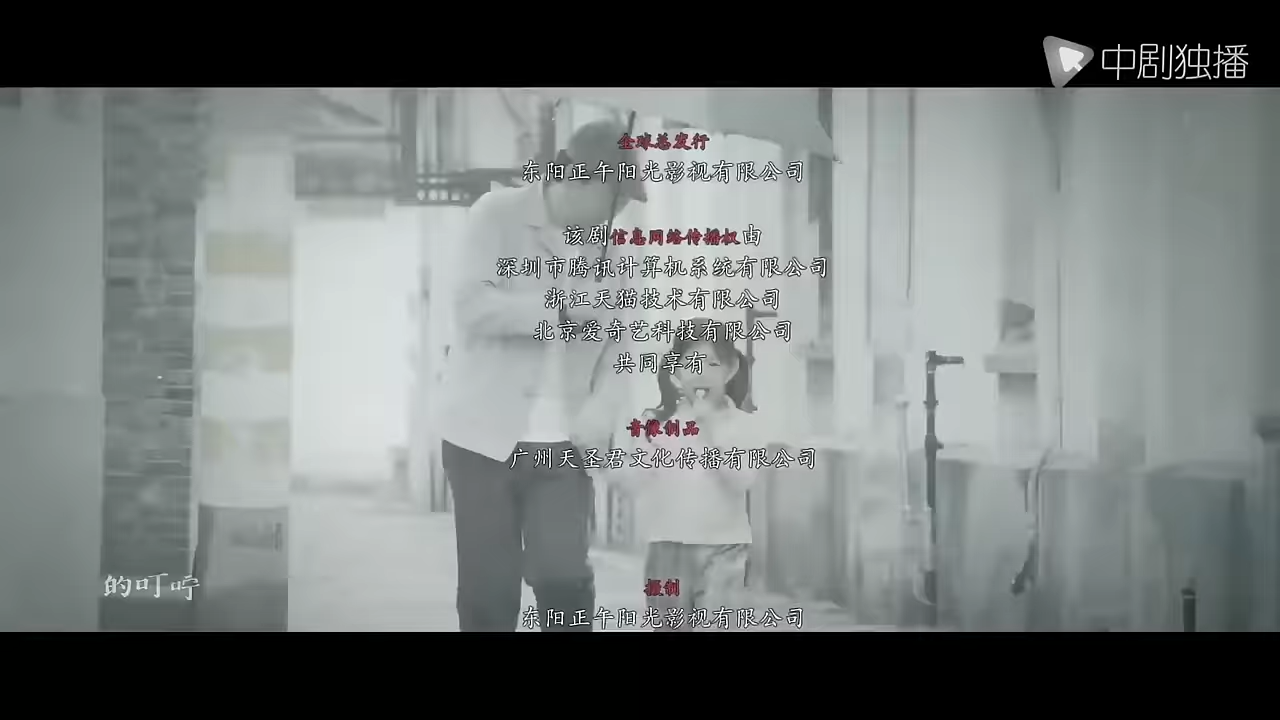 中剧独播
全球总发行
东阳正午阳光影视有限公司
该剧信息网络传播权由
深圳市腾讯计算机系统有限公司
浙江天猫技术有限公司
北京爱奇艺科技有限公司
共同享有
音像制品
广州天圣君文化传播有限公司
的叮咛
摄制
东阳正午阳光影视有限公司